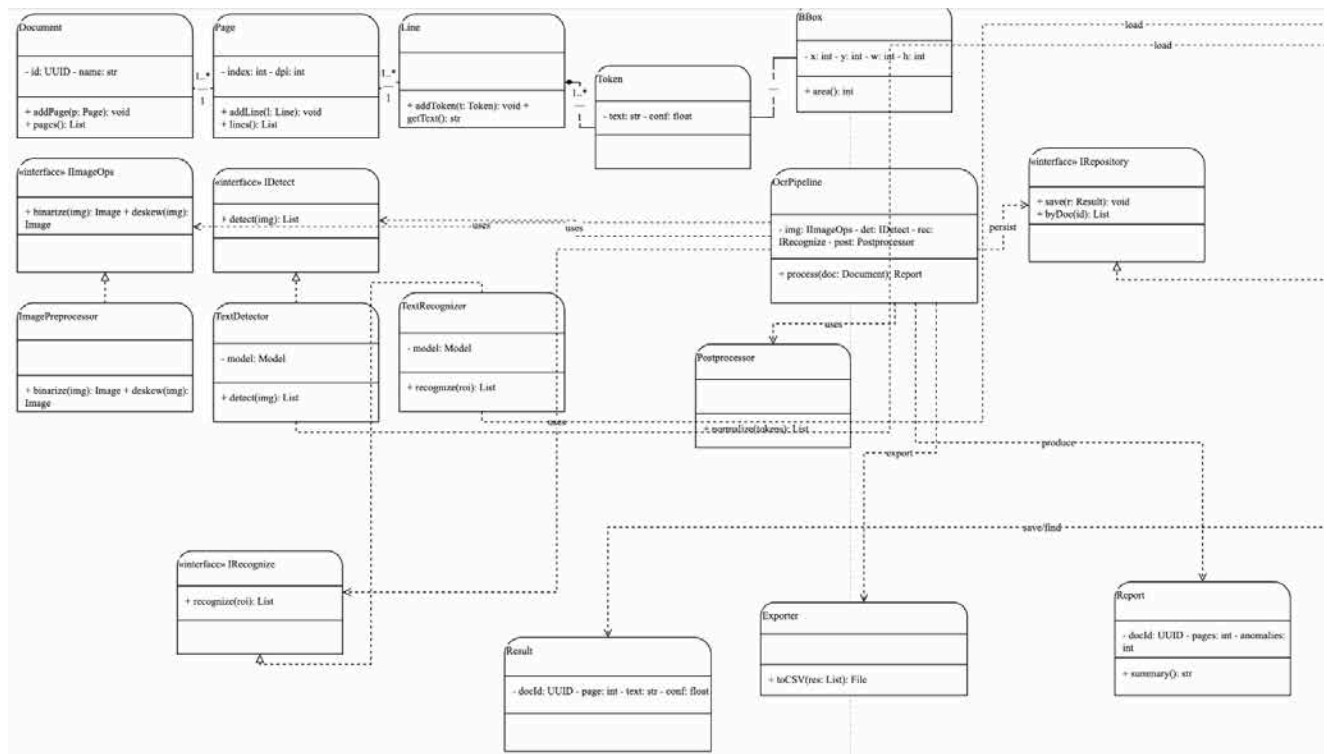 Document
- id: UUID - name: str
+ addPage(p: Page): void
+ pages(): List
1..*
1
Page
- index: int - dpi: int
+ addLine(l: Line): void
+ lines(): List
1..*
1
Line
+ addToken(t: Token): void +
getText(): str
1..*
1
Token
- text: str - conf: float
1
BBox
- x: int - y: int - w: int - h: int
+ area(): int
load
load
«interface» IImageOps
+ binarize(img): Image + deskew(img):
Image
«interface» IDetect
+ detect(img): List
uses
uses
OcrPipeline
- img: IImageOps - det: IDetect - rec:
IRecognize - post: Postprocessor
+ process(doc: Document): Report
persist
«interface» IRepository
+ save(r: Result): void
+ byDoc(id): List
ImagePreprocessor
+ binarize(img): Image + deskew(img):
Image
TextDetector
- model: Model
+ detect(img): List
TextRecognizer
- model: Model
+ recognize(roi): List
uses
uses
Postprocessor
+ normalize(tokens): List
export
produce
save/find
«interface» IRecognize
+ recognize(roi): List
Result
- docId: UUID - page: int - text: str - conf: float
Exporter
+ toCSV(res: List): File
Report
- docId: UUID - pages: int - anomalies:
int
+ summary(): str